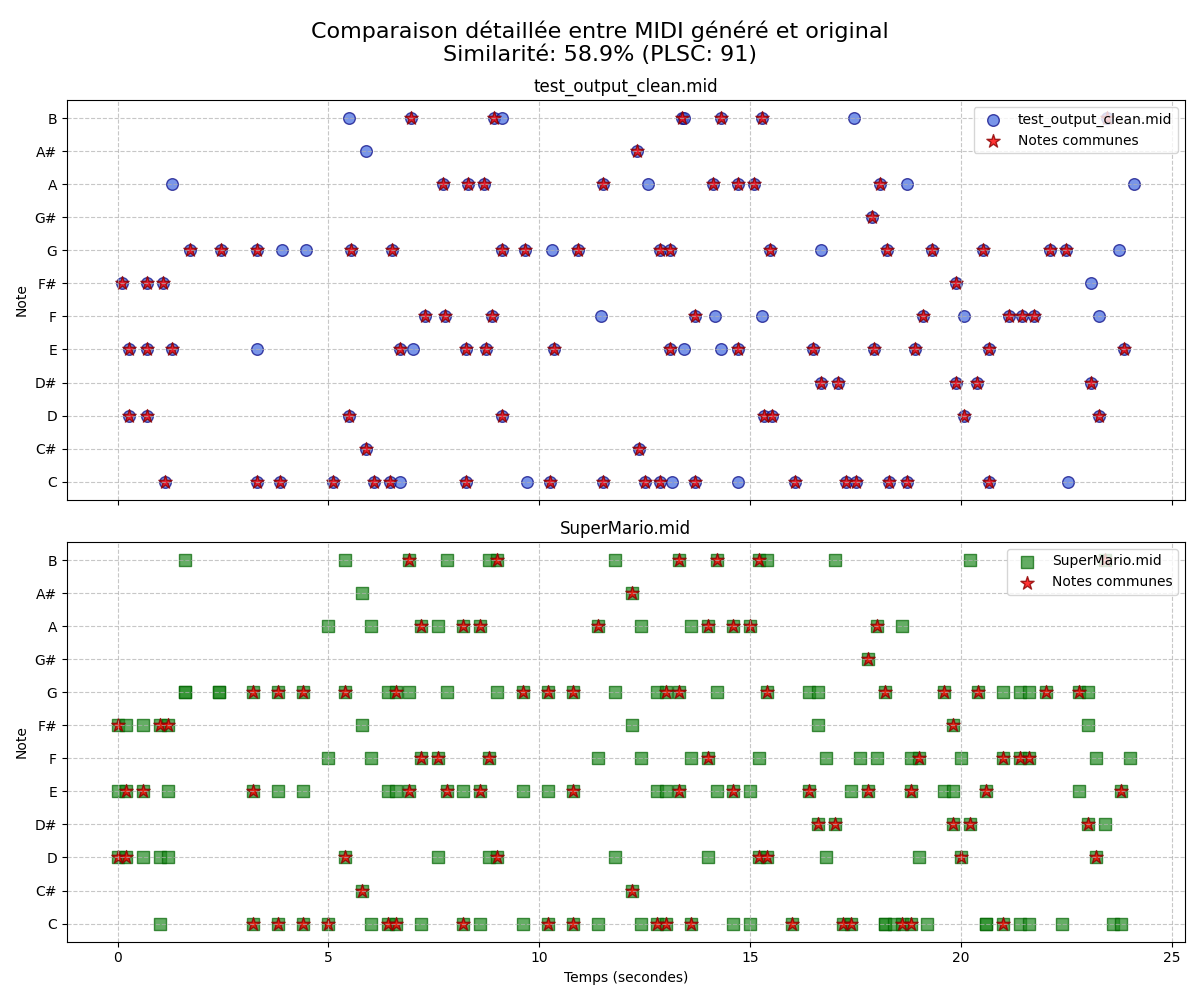 Comparaison détaillée entre MIDI généré et original
Similarité: 58.9% (PLSC: 91)
test_output_clean.mid
B
A#
A
G#
G
F#
F
E
D#
D
C#
C
Note
test_output_clean.mid
Notes communes
SuperMario.mid
B
A#
A
G#
G
F#
F
E
D#
D
C#
C
Note
SuperMario.mid
Notes communes
0
5
10
15
20
25
Temps (secondes)